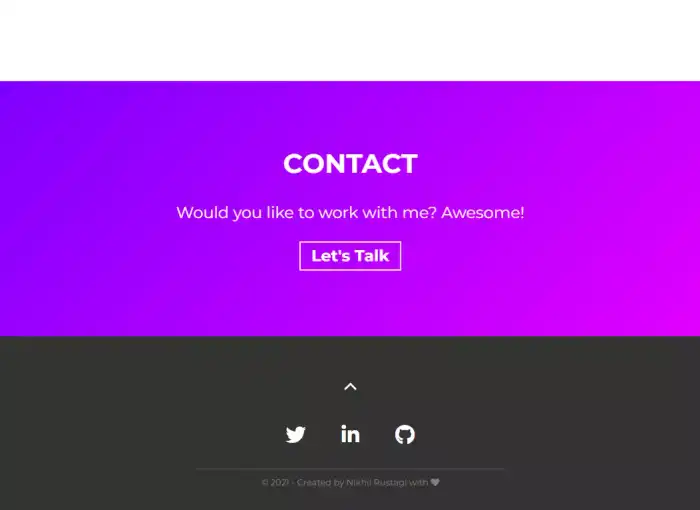 CONTACT
Would you like to work with me? Awesome!
Let's Talk
© 2021 - Created by Nikhil Rustagi with